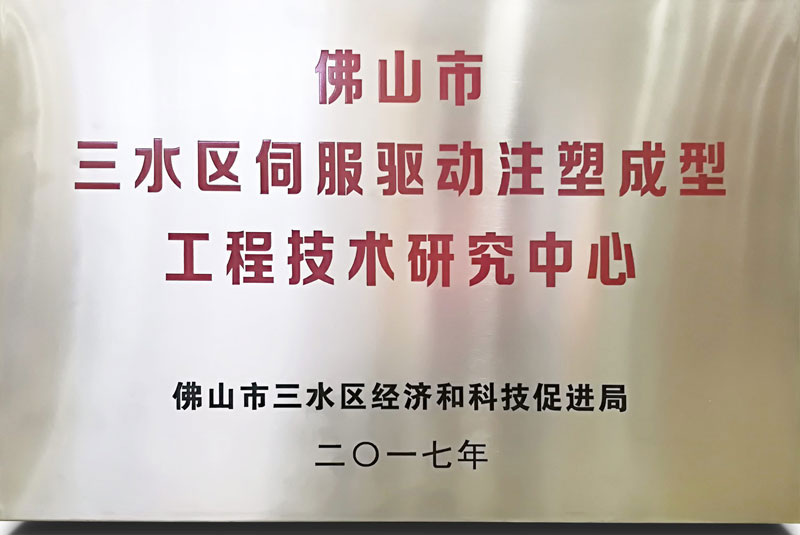 佛山市
三水区伺服驱动注塑成型
工程技术研究中心
佛山市三水区经济和科技促进局
二〇一七年